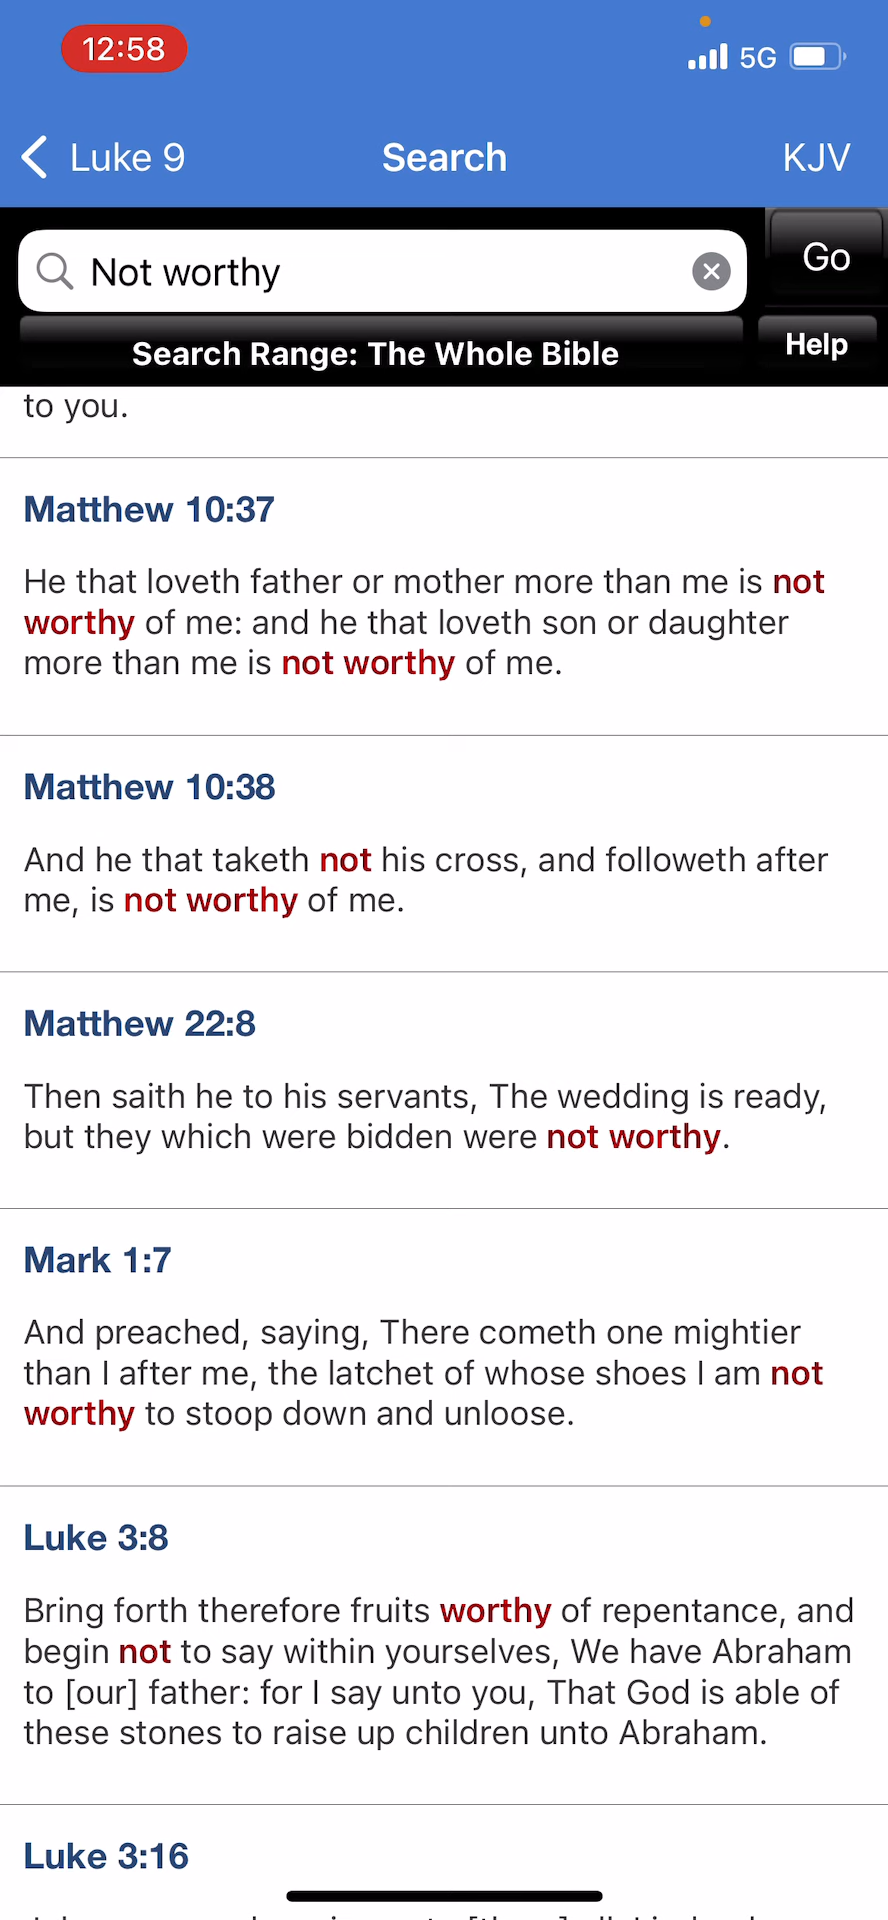 12:58
5G
Luke 9
Search
KJV
Not worthy
Go
Search Range: The Whole Bible
Help
to you.
Matthew 10:37
He that loveth father or mother more than me is not
worthy of me: and he that loveth son or daughter
more than me is not worthy of me.
Matthew 10:38
And he that taketh not his cross, and followeth after
me, is not worthy of me.
Matthew 22:8
Then saith he to his servants, The wedding is ready,
but they which were bidden were not worthy.
Mark 1:7
And preached, saying, There cometh one mightier
than I after me, the latchet of whose shoes I am not
worthy to stoop down and unloose.
Luke 3:8
Bring forth therefore fruits worthy of repentance, and
begin not to say within yourselves, We have Abraham
to [our] father: for I say unto you, That God is able of
these stones to raise up children unto Abraham.
Luke 3:16